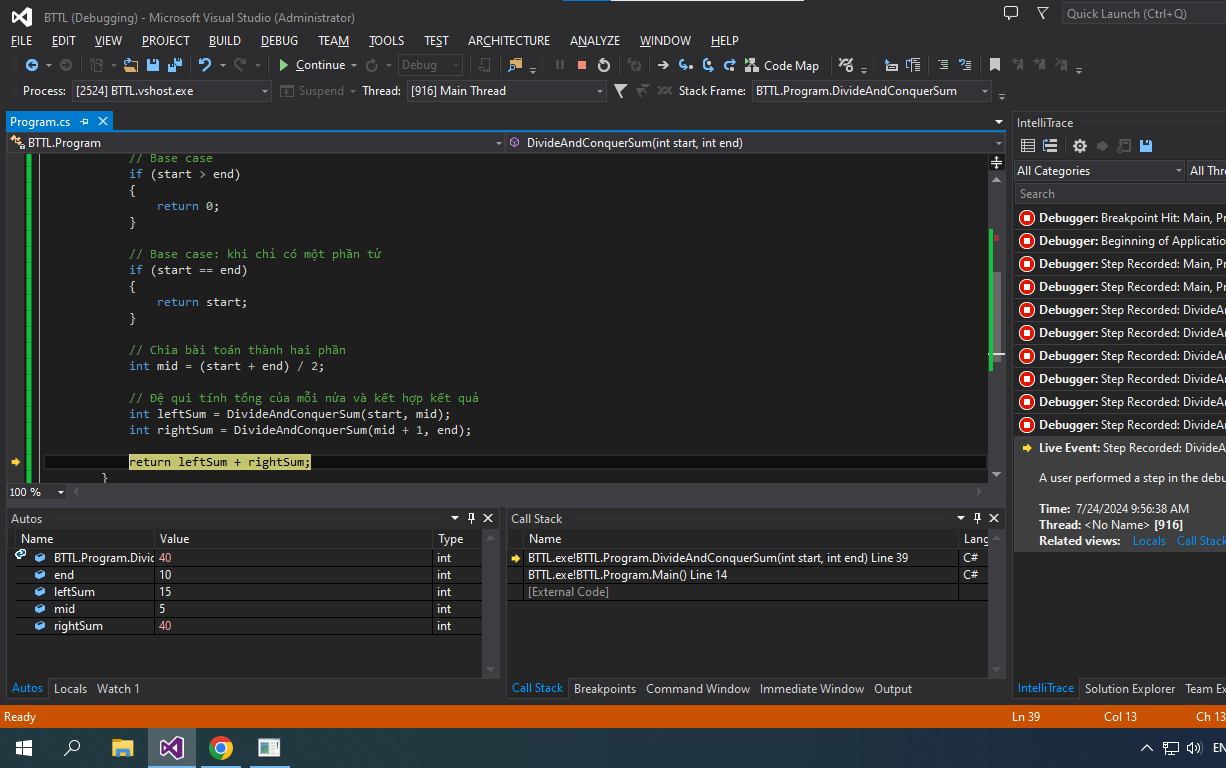 BTTL (Debugging) - Microsoft Visual Studio (Administrator)
Quick Launch (Ctrl+Q)
FILE EDIT VIEW PROJECT BUILD DEBUG TEAM TOOLS TEST ARCHITECTURE ANALYZE WINDOW HELP
Continue Debug Code Map
Process: [2524] BTTL.vshost.exe Suspend Thread: [916] Main Thread Stack Frame: BTTL.Program.DivideAndConquerSum
Program.cs
BTTL.Program DivideAndConquerSum(int start, int end)
// Base case
if (start > end)
{
return 0;
}
// Base case: khi chỉ có một phần tử
if (start == end)
{
return start;
}
// Chia bài toán thành hai phần
int mid = (start + end) / 2;
// Đệ qui tính tổng của mỗi nửa và kết hợp kết quả
int leftSum = DivideAndConquerSum(start, mid);
int rightSum = DivideAndConquerSum(mid + 1, end);
return leftSum + rightSum;
}
100 %
IntelliTrace
All Categories All Thre
Search
Debugger: Breakpoint Hit: Main, Pr
Debugger: Beginning of Applicatio
Debugger: Step Recorded: Main, Pr
Debugger: Step Recorded: Main, Pr
Debugger: Step Recorded: DivideAn
Debugger: Step Recorded: DivideAn
Debugger: Step Recorded: DivideAn
Debugger: Step Recorded: DivideAn
Debugger: Step Recorded: DivideAn
Debugger: Step Recorded: DivideAn
Live Event: Step Recorded: DivideA
A user performed a step in the debu
Time: 7/24/2024 9:56:38 AM
Thread: <No Name> [916]
Related views: Locals Call Stack
Autos
Name Value Type
BTTL.Program.Divid 40 int
end 10 int
leftSum 15 int
mid 5 int
rightSum 40 int
Autos Locals Watch 1
Call Stack
Name Lang
BTTL.exe!BTTL.Program.DivideAndConquerSum(int start, int end) Line 39 C#
BTTL.exe!BTTL.Program.Main() Line 14 C#
[External Code]
Call Stack Breakpoints Command Window Immediate Window Output
IntelliTrace Solution Explorer Team Ex
Ready Ln 39 Col 13 Ch 13
EN